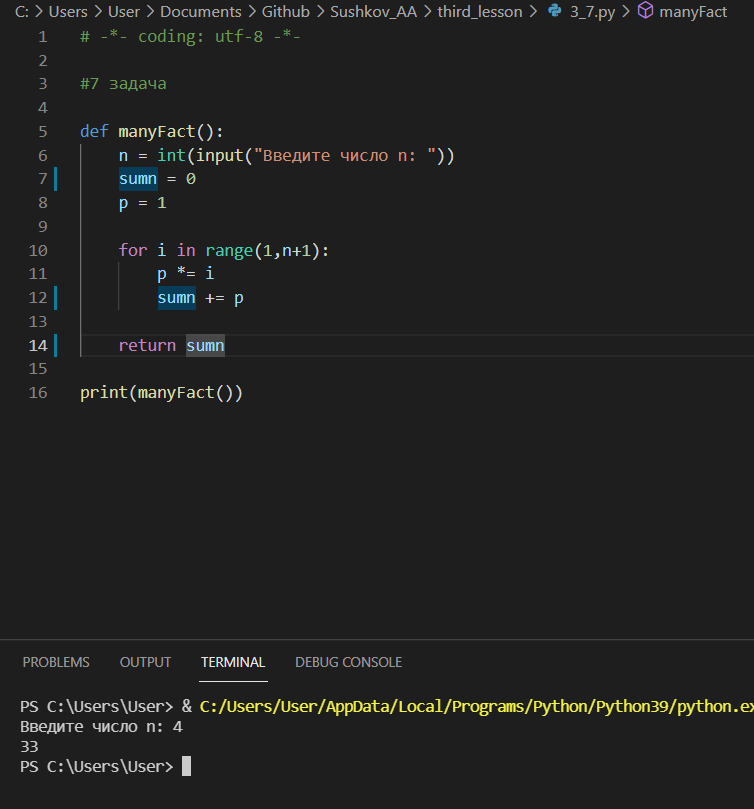 C: > Users > User > Documents > Github > Sushkov_AA > third_lesson > 3_7.py > manyFact
1 # -*- coding: utf-8 -*-
2
3 #7 задача
4
5 def manyFact():
6 n = int(input("Введите число n: "))
7 sumn = 0
8 p = 1
9
10 for i in range(1,n+1):
11 p *= i
12 sumn += p
13
14 return sumn
15
16 print(manyFact())
PROBLEMS OUTPUT TERMINAL DEBUG CONSOLE
PS C:\Users\User> & C:/Users/User/AppData/Local/Programs/Python/Python39/python.ex
Введите число n: 4
33
PS C:\Users\User>